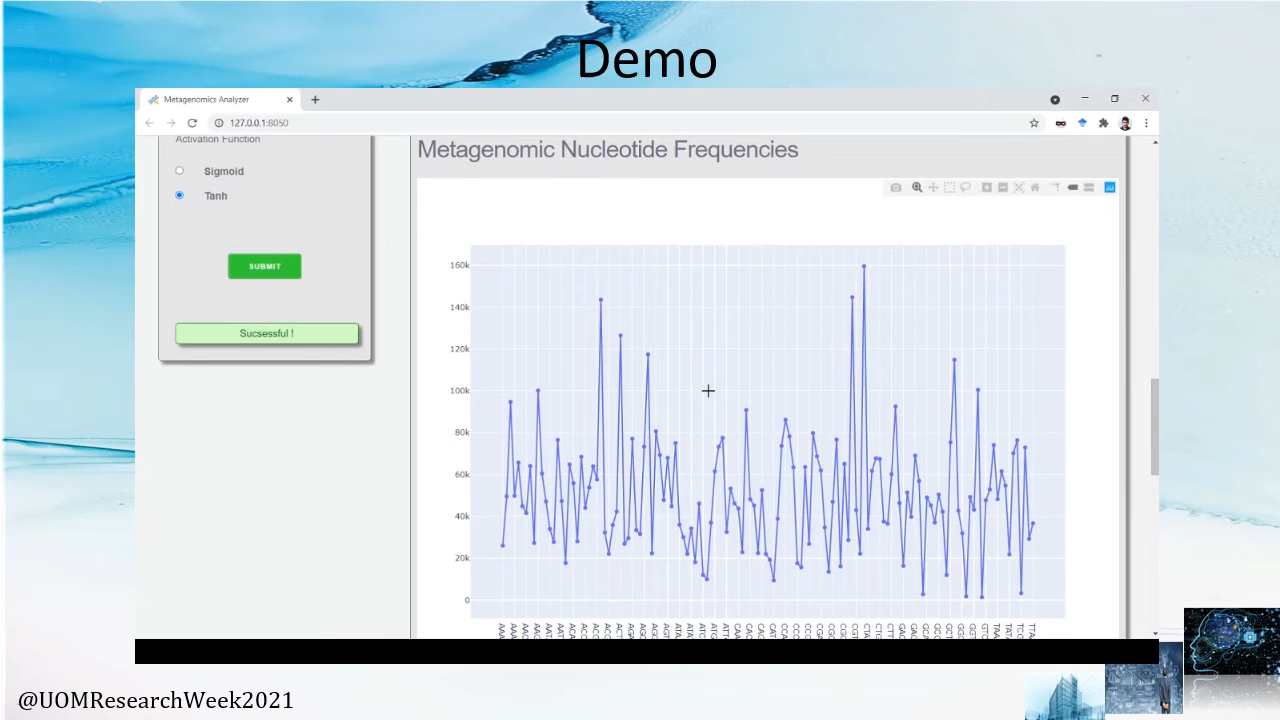 Demo
Metagenomics Analyzer
127.0.0.1:8050
Activation Function
Sigmoid
Tanh
SUBMIT
Sucsessful !
Metagenomic Nucleotide Frequencies
160k
140k
120k
100k
80k
60k
40k
20k
0
@UOMResearchWeek2021